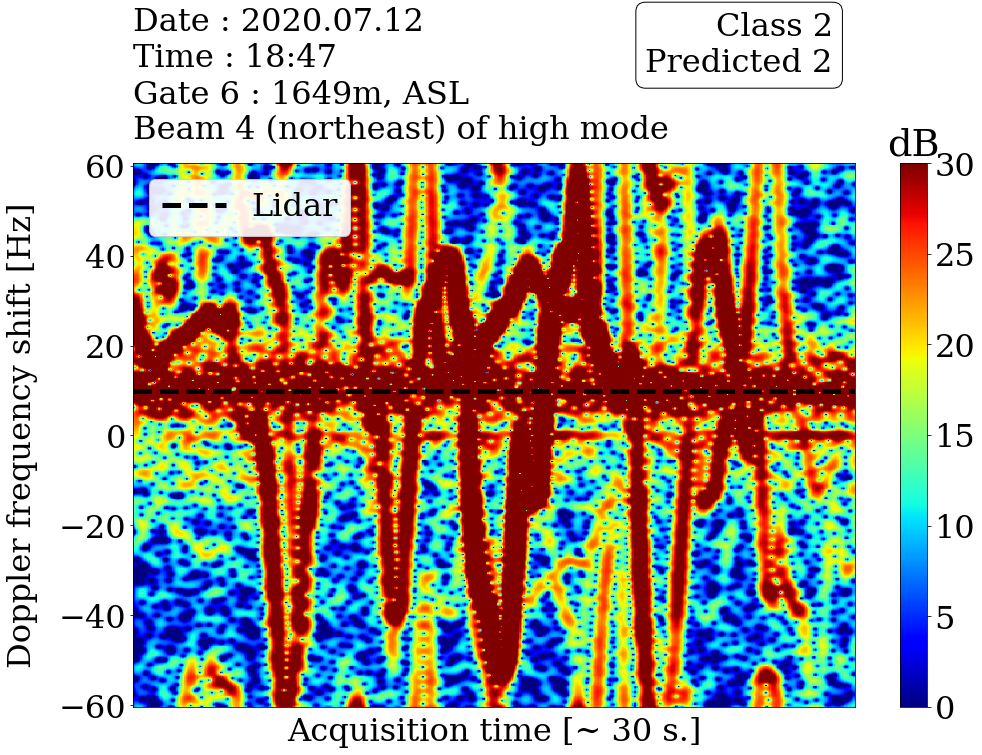 Date : 2020.07.12
Time : 18:47
Gate 6 : 1649m, ASL
Beam 4 (northeast) of high mode
Class 2
Predicted 2
dB
60
40
20
0
−20
−40
−60
Doppler frequency shift [Hz]
Lidar
30
25
20
15
10
5
0
Acquisition time [~ 30 s.]